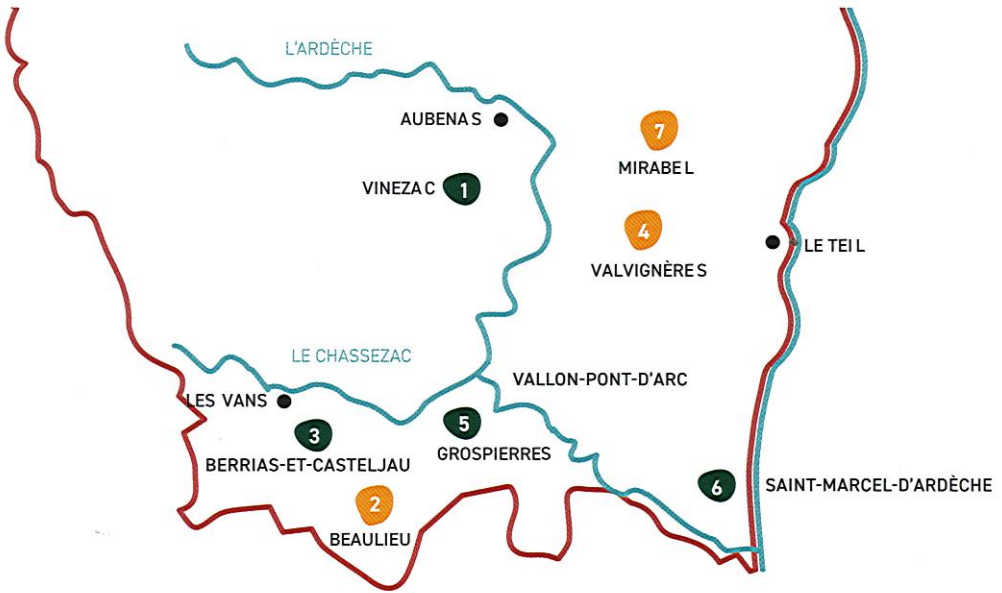 L'ARDÈCHE
AUBENAS
7
MIRABEL
VINEZAC 1
4
VALVIGNÈRES
LE TEIL
LE CHASSEZAC
VALLON-PONT-D'ARC
LES VANS
3
BERRIAS-ET-CASTELJAU
5
GROSPIERRES
6
SAINT-MARCEL-D'ARDÈCHE
2
BEAULIEU